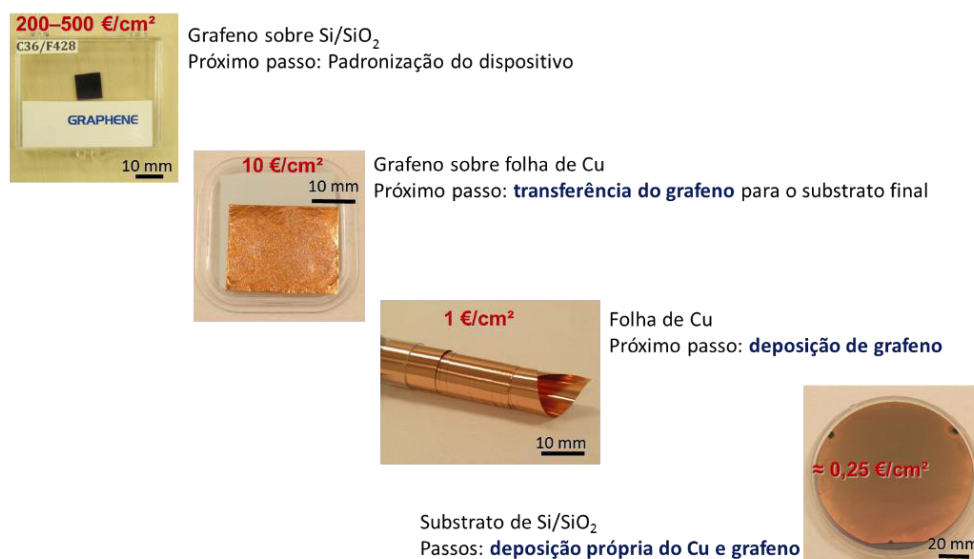 200–500 €/cm²
C36/F428
GRAPHENE
10 mm
Grafeno sobre Si/SiO₂
Próximo passo: Padronização do dispositivo
10 €/cm²
10 mm
Grafeno sobre folha de Cu
Próximo passo: transferência do grafeno para o substrato final
1 €/cm²
10 mm
Folha de Cu
Próximo passo: deposição de grafeno
≈ 0,25 €/cm²
20 mm
Substrato de Si/SiO₂
Passos: deposição própria do Cu e grafeno